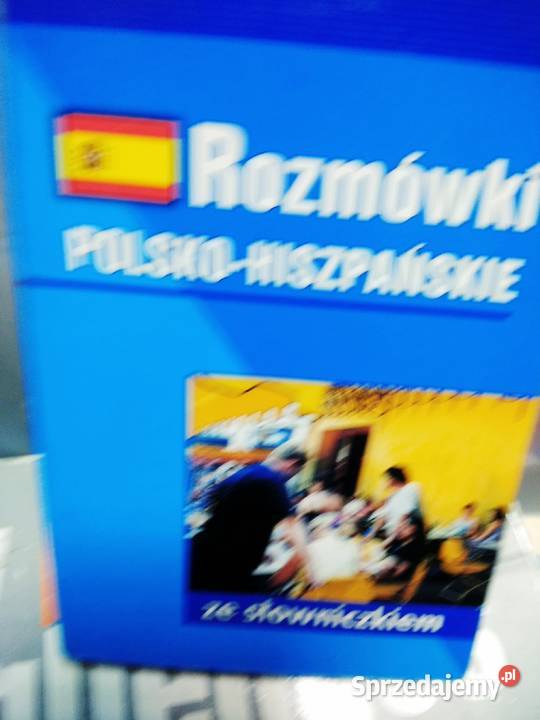 Rozmówki
POLSKO-HISZPAŃSKIE
ze słowniczkiem
Sprzedajemy.pl